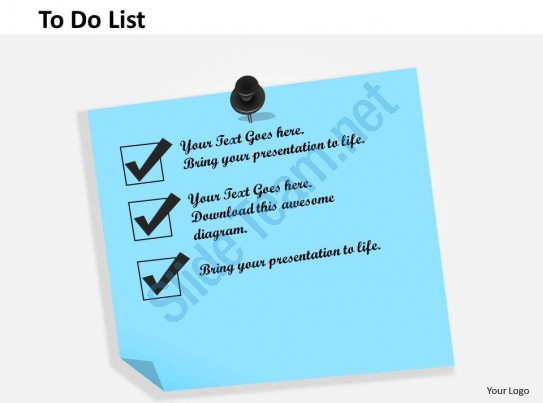 To Do List
Your Text Goes here.
Bring your presentation to life.
Your Text Goes here.
Download this awesome
diagram.
Bring your presentation to life.
SlideTeam.net
Your Logo